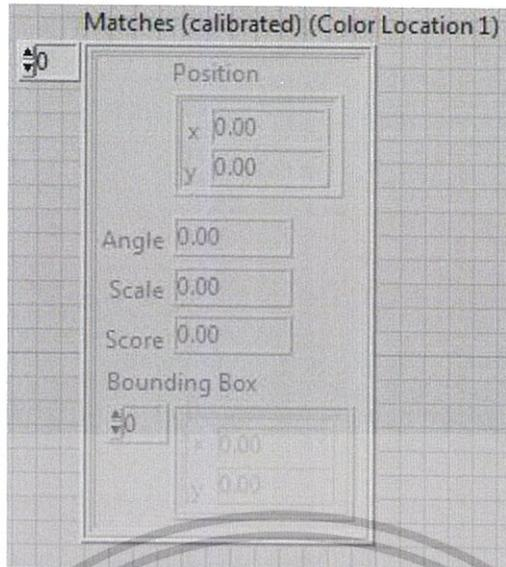 Matches (calibrated) (Color Location 1)
0
Position
x 0.00
y 0.00
Angle 0.00
Scale 0.00
Score 0.00
Bounding Box
0
x 0.00
y 0.00